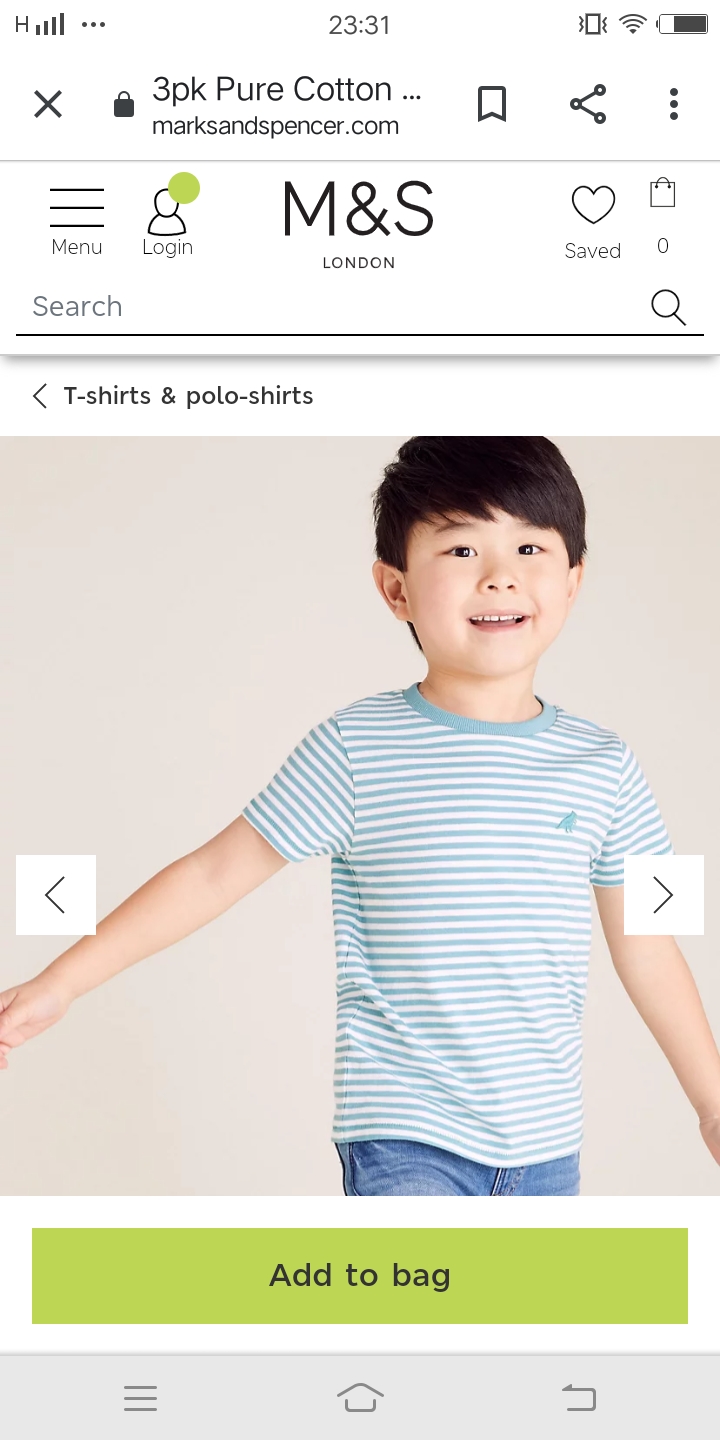 H 23:31
3pk Pure Cotton ...
marksandspencer.com
M&S
LONDON
Menu
Login
Saved
0
Search
T-shirts & polo-shirts
Add to bag